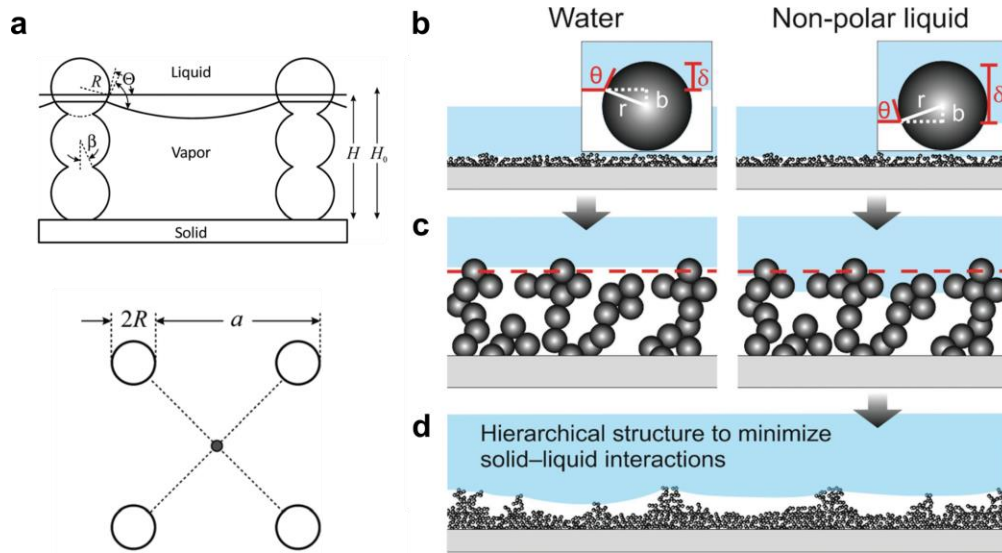 a
Liquid
R
Θ
Vapor
β
H
H₀
Solid
2R
a
b
Water
Non-polar liquid
θ
δ
r
b
θ
δ
r
b
c
d
Hierarchical structure to minimize
solid–liquid interactions